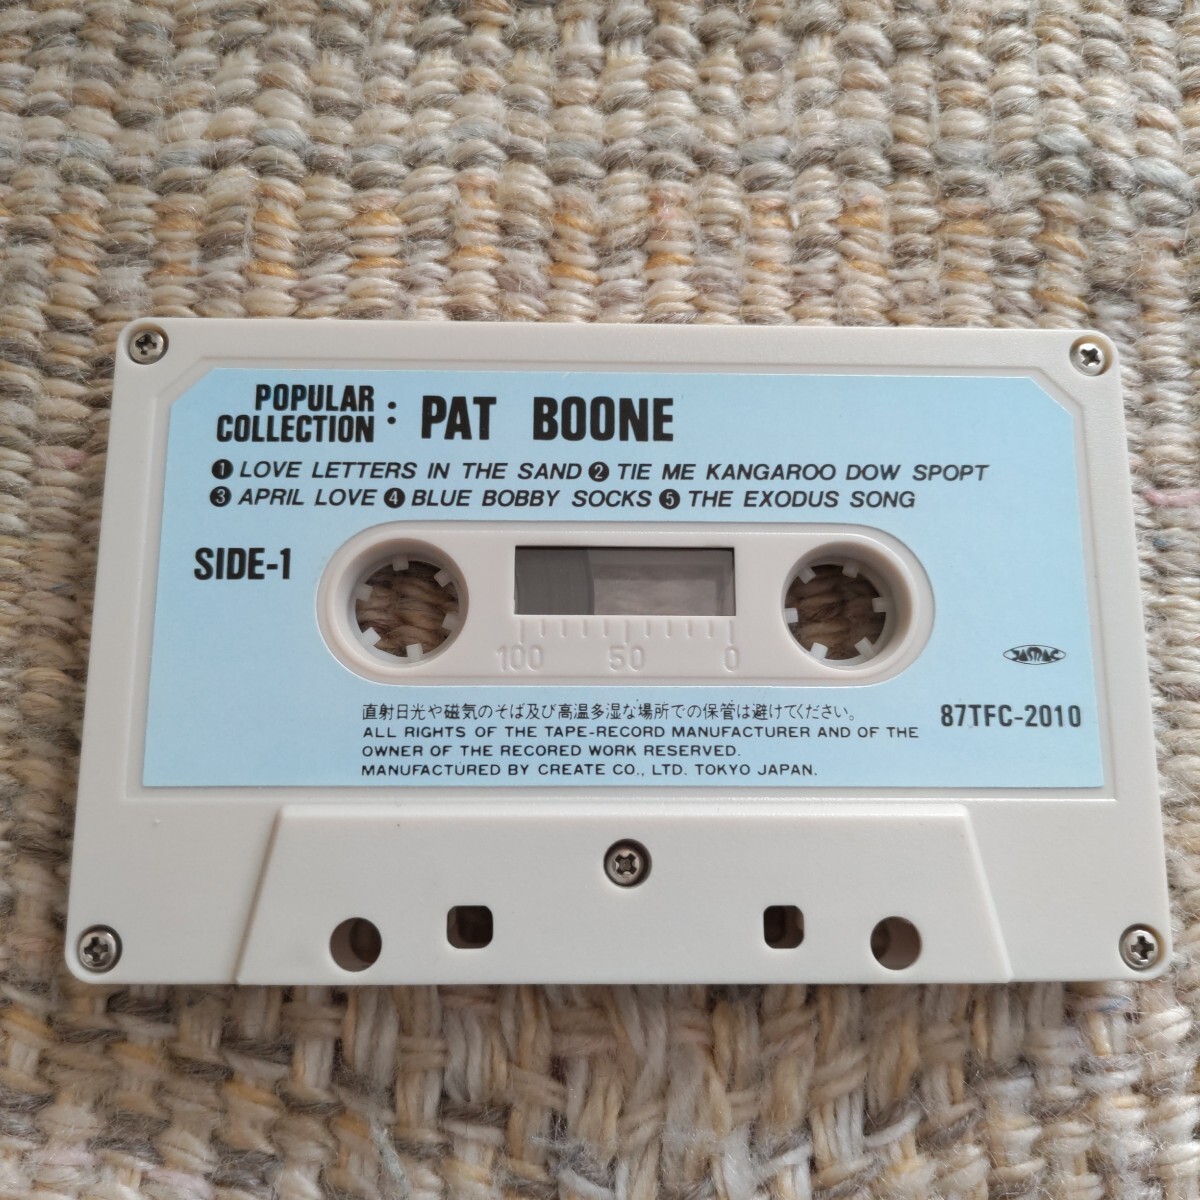 POPULAR COLLECTION : PAT BOONE
❶ LOVE LETTERS IN THE SAND ❷ TIE ME KANGAROO DOW SPOPT
❸ APRIL LOVE ❹ BLUE BOBBY SOCKS ❺ THE EXODUS SONG
SIDE-1
100 50 0
JASRAC
直射日光や磁気のそば及び高温多湿な場所での保管は避けてください。
87TFC-2010
ALL RIGHTS OF THE TAPE-RECORD MANUFACTURER AND OF THE
OWNER OF THE RECORED WORK RESERVED.
MANUFACTURED BY CREATE CO., LTD. TOKYO JAPAN.